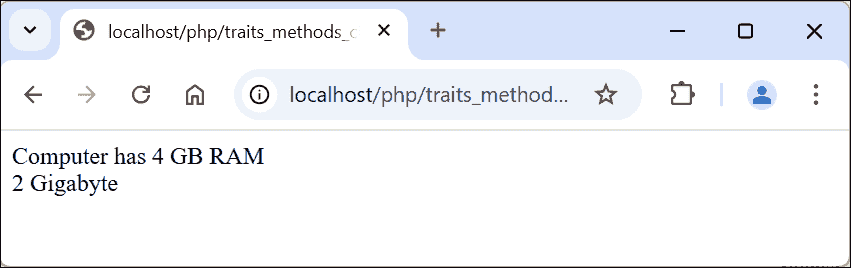 localhost/php/traits_methods_c
localhost/php/traits_method...
Computer has 4 GB RAM
2 Gigabyte